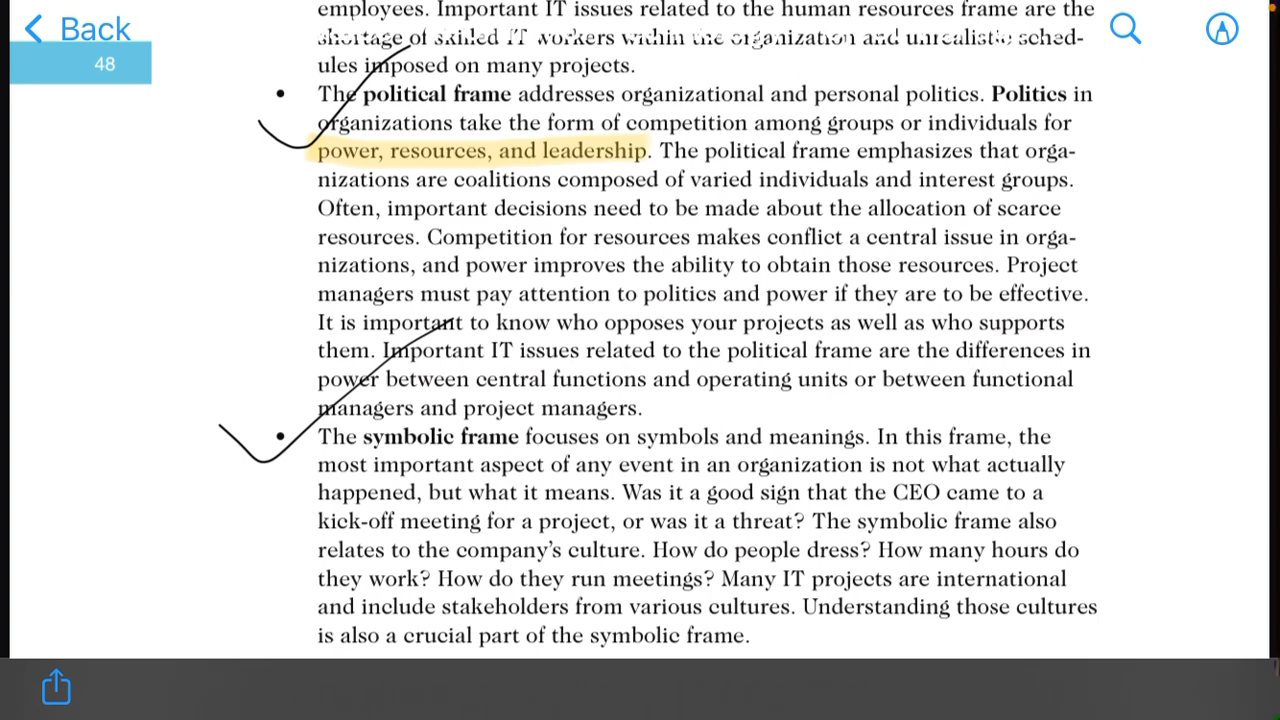 employees. Important IT issues related to the human resources frame are the
Back
shortage of skilled IT workers within the organization and unrealistic sched-
48
ules imposed on many projects.
• The political frame addresses organizational and personal politics. Politics in
organizations take the form of competition among groups or individuals for
power, resources, and leadership. The political frame emphasizes that orga-
nizations are coalitions composed of varied individuals and interest groups.
Often, important decisions need to be made about the allocation of scarce
resources. Competition for resources makes conflict a central issue in orga-
nizations, and power improves the ability to obtain those resources. Project
managers must pay attention to politics and power if they are to be effective.
It is important to know who opposes your projects as well as who supports
them. Important IT issues related to the political frame are the differences in
power between central functions and operating units or between functional
managers and project managers.
• The symbolic frame focuses on symbols and meanings. In this frame, the
most important aspect of any event in an organization is not what actually
happened, but what it means. Was it a good sign that the CEO came to a
kick-off meeting for a project, or was it a threat? The symbolic frame also
relates to the company's culture. How do people dress? How many hours do
they work? How do they run meetings? Many IT projects are international
and include stakeholders from various cultures. Understanding those cultures
is also a crucial part of the symbolic frame.